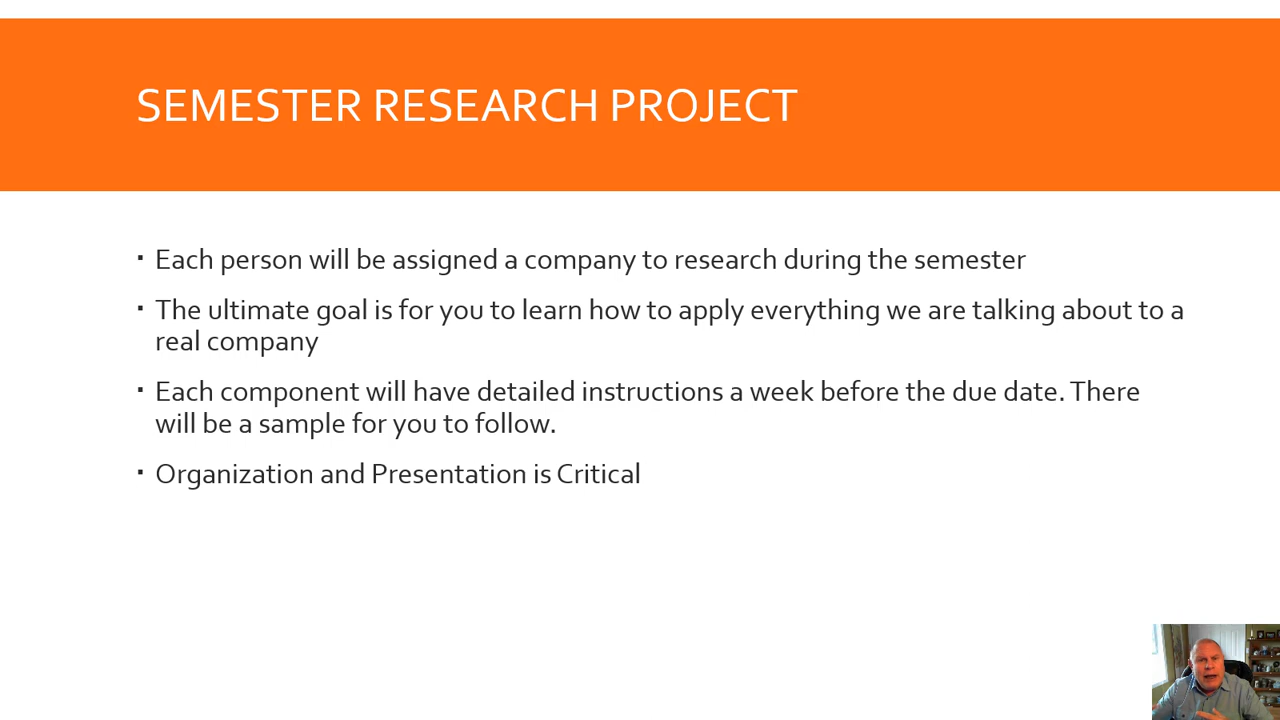 SEMESTER RESEARCH PROJECT
▪ Each person will be assigned a company to research during the semester
▪ The ultimate goal is for you to learn how to apply everything we are talking about to a
real company
▪ Each component will have detailed instructions a week before the due date. There
will be a sample for you to follow.
▪ Organization and Presentation is Critical